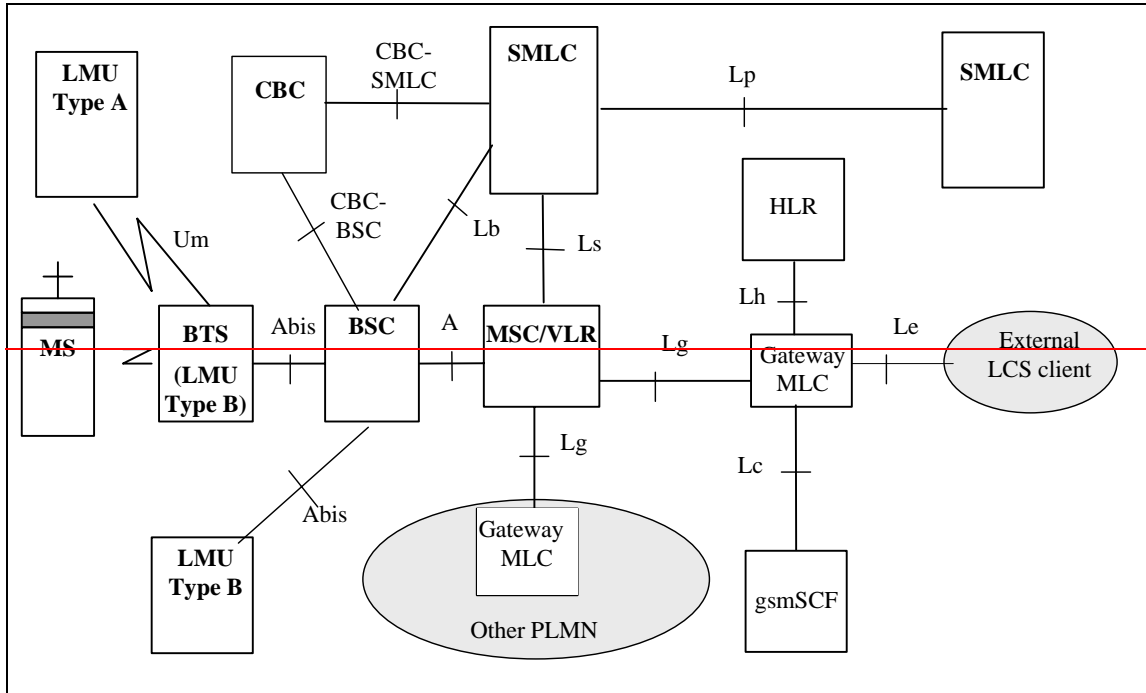 LMU
Type A
CBC
CBC-
SMLC
SMLC
Lp
SMLC
HLR
CBC-
BSC
Lb
Ls
Um
Lh
MS
BTS
(LMU
Type B)
Abis
BSC
A
MSC/VLR
Lg
Gateway
MLC
Le
External
LCS client
Lg
Lc
Abis
LMU
Type B
Gateway
MLC
Other PLMN
gsmSCF